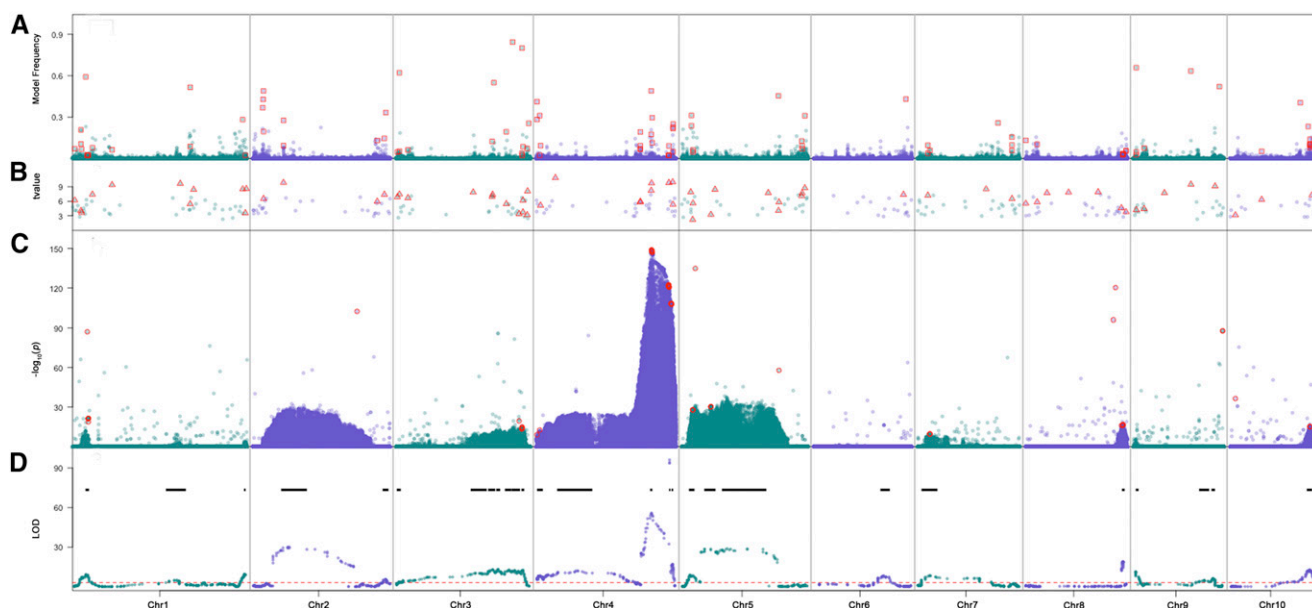 A
Model Frequency
0.9
0.6
0.3
B
tvalue
9
6
3
C
-log₁₀(p)
150
120
90
60
30
D
LOD
90
60
30
Chr1 Chr2 Chr3 Chr4 Chr5 Chr6 Chr7 Chr8 Chr9 Chr10